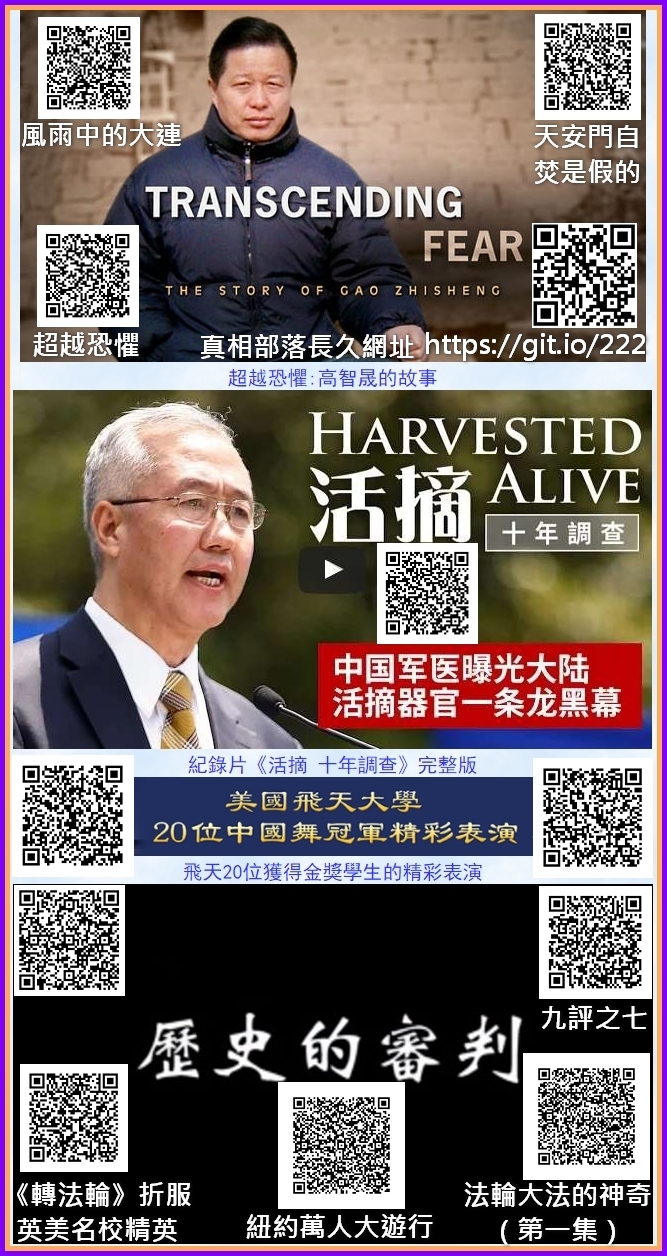 風雨中的大連
天安門自
焚是假的
TRANSCENDING
FEAR
THE STORY OF GAO ZHISHENG
超越恐懼
真相部落長久網址 https://git.io/222
超越恐懼:高智晟的故事
HARVESTED
ALIVE
活摘
十年調查
中国军医曝光大陆
活摘器官一条龙黑幕
紀錄片《活摘 十年調查》完整版
美國飛天大學
20位中國舞冠軍精彩表演
飛天20位獲得金獎學生的精彩表演
九評之七
歷史的審判
《轉法輪》折服
英美名校精英
紐約萬人大遊行
法輪大法的神奇
（第一集）